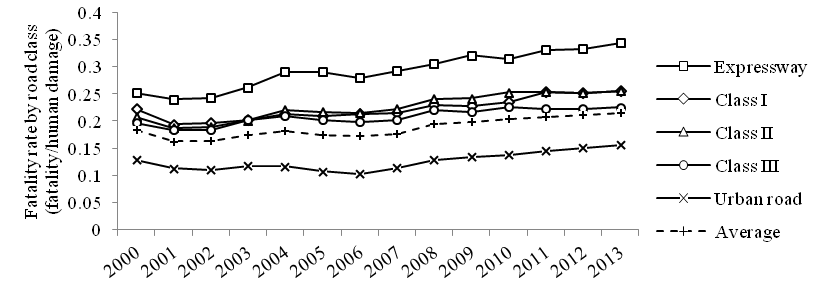 Fatality rate by road class
(fatality/human damage)
0.4
0.35
0.3
0.25
0.2
0.15
0.1
0.05
0
2000
2001
2002
2003
2004
2005
2006
2007
2008
2009
2010
2011
2012
2013
Expressway
Class I
Class II
Class III
Urban road
Average